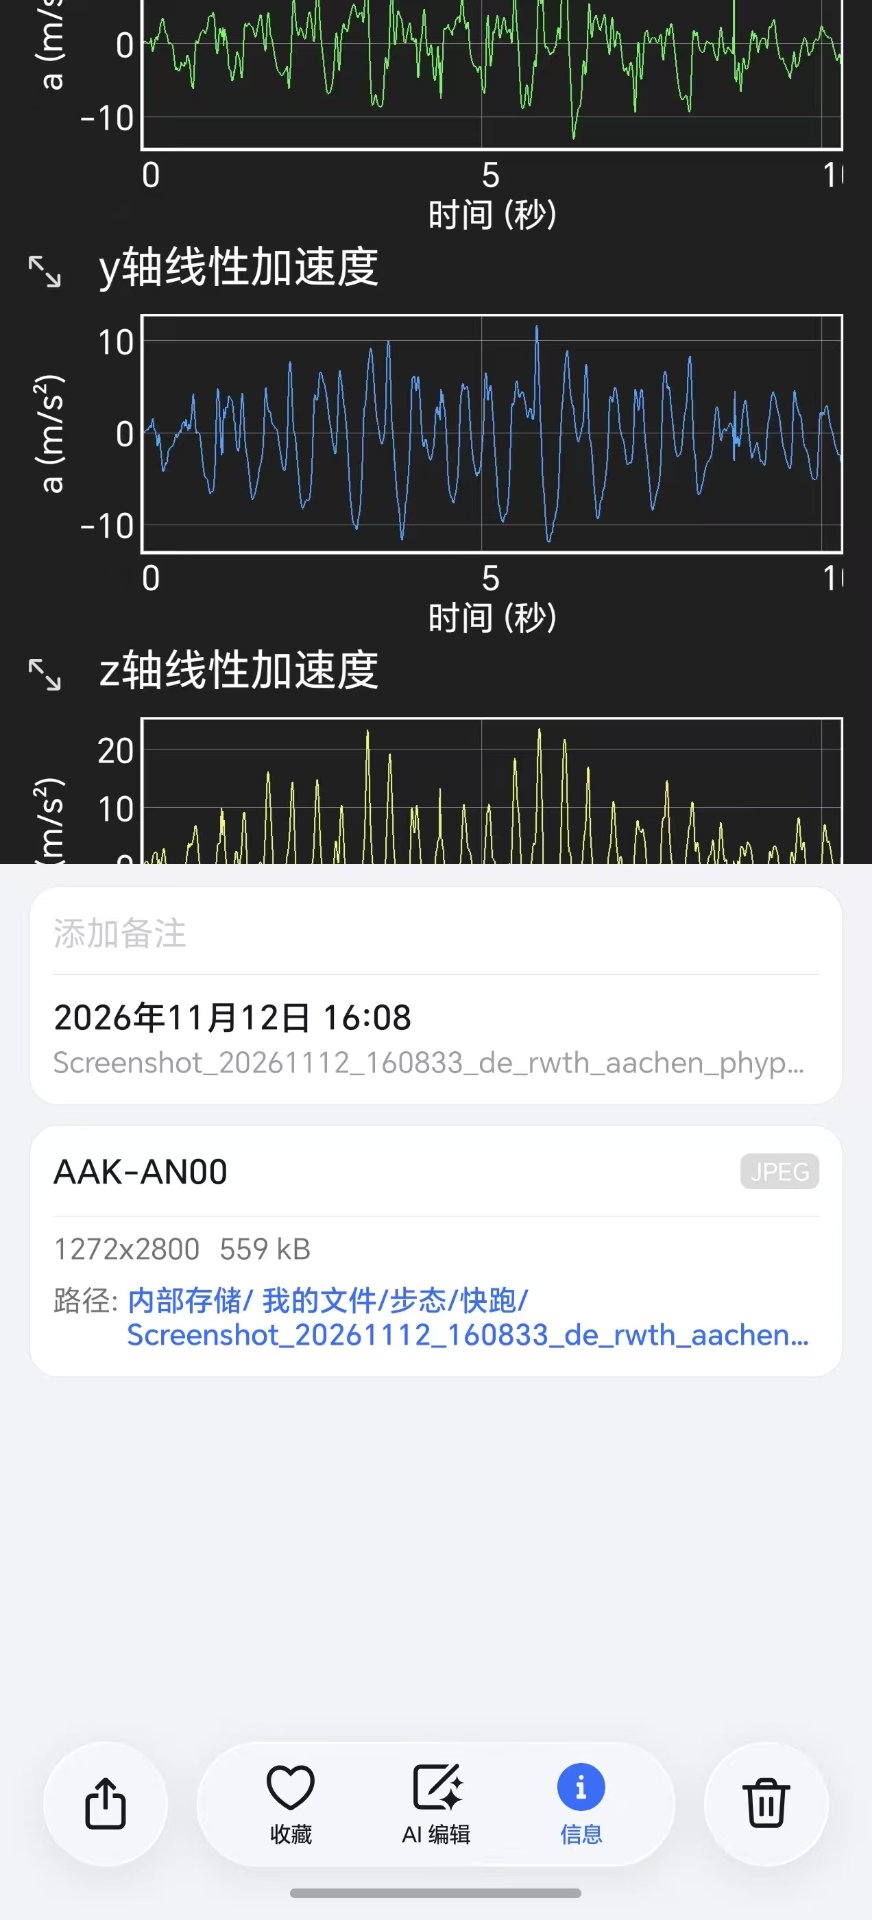 a (m/s
0
-10
0
5
时间 (秒)
y轴线性加速度
a (m/s²)
10
0
-10
0
5
时间 (秒)
z轴线性加速度
(m/s²)
20
10
0
添加备注
2026年11月12日 16:08
Screenshot_20261112_160833_de_rwth_aachen_phyp...
AAK-AN00
JPEG
1272x2800 559 kB
路径: 内部存储/ 我的文件/步态/快跑/
Screenshot_20261112_160833_de_rwth_aachen...
收藏
AI 编辑
信息